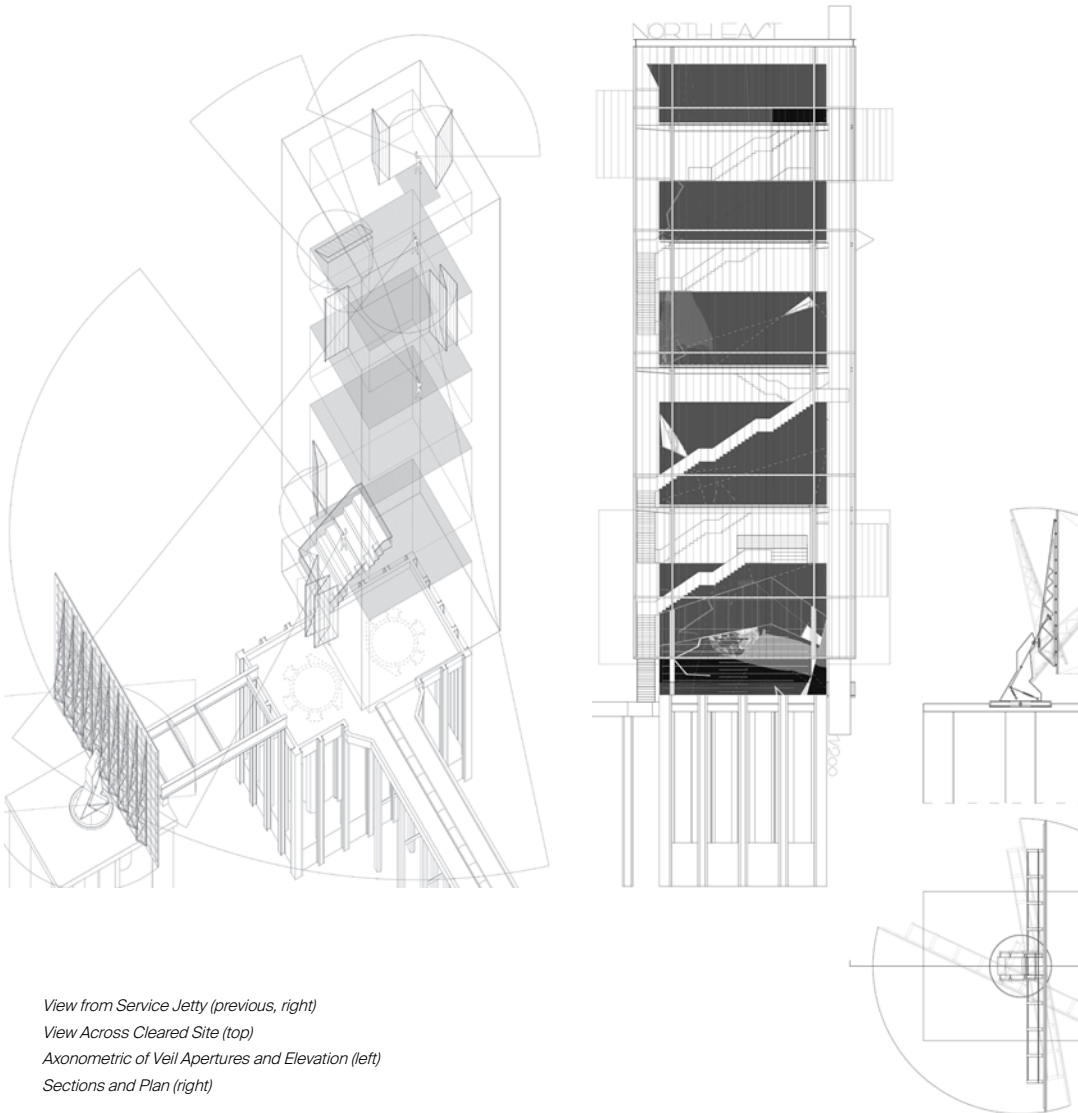 NORTH EAST
View from Service Jetty (previous, right)
View Across Cleared Site (top)
Axonometric of Veil Apertures and Elevation (left)
Sections and Plan (right)